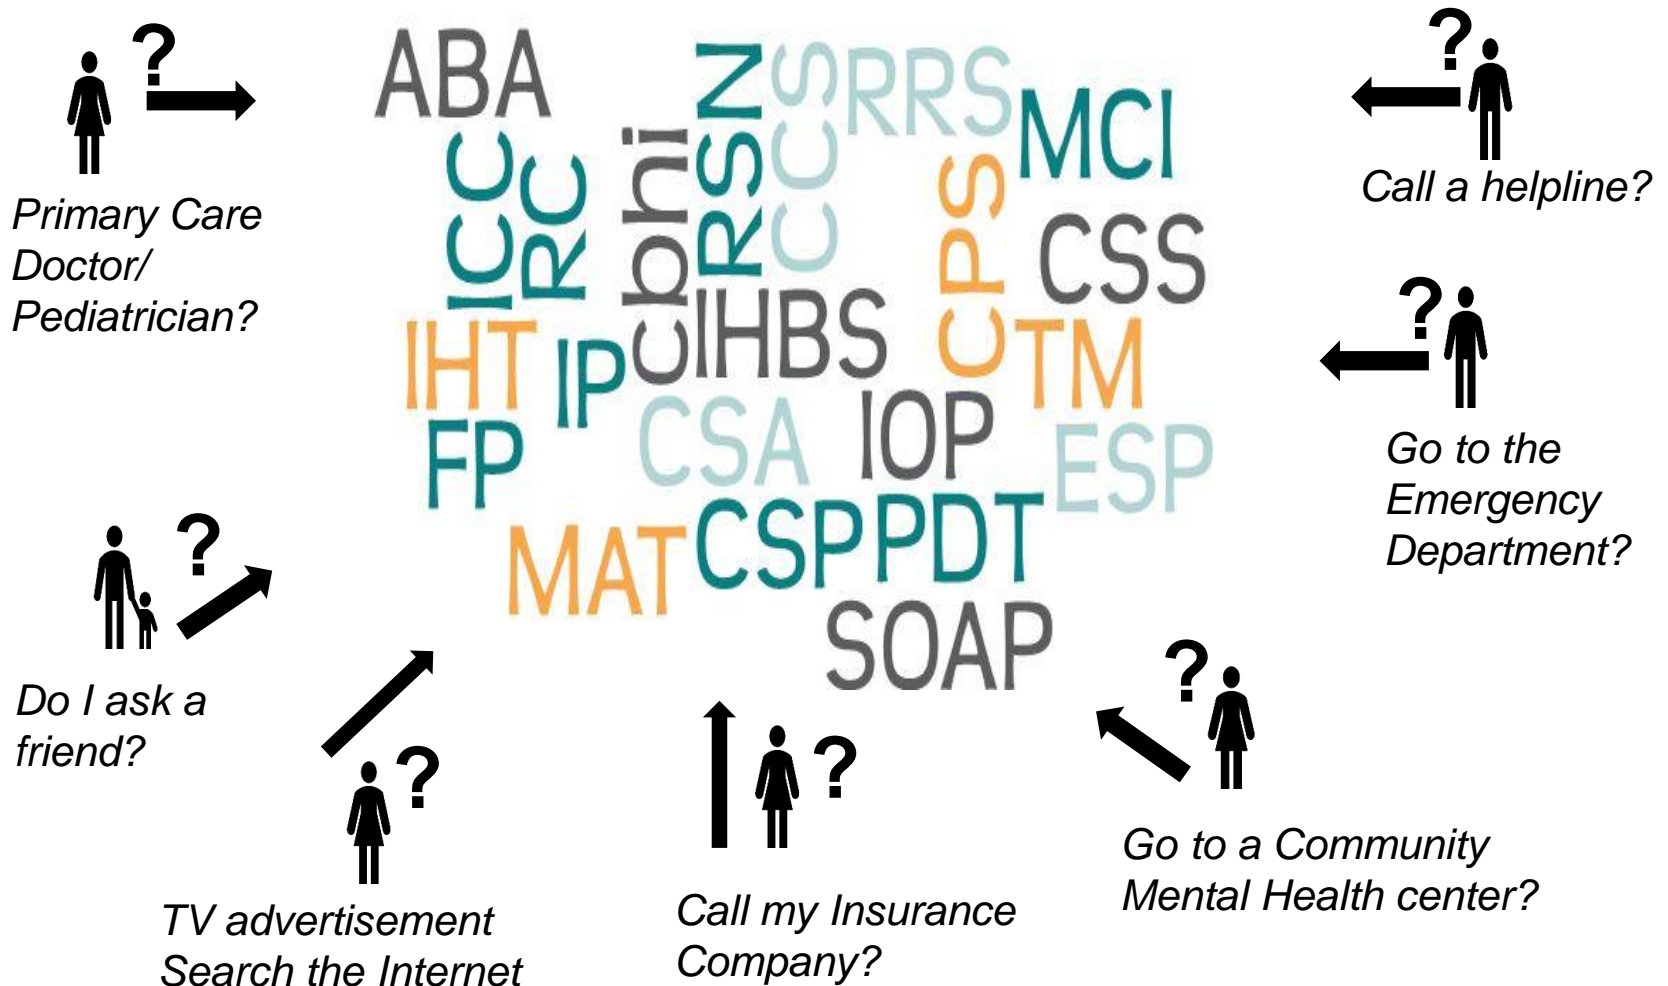 ?
Primary Care
Doctor/
Pediatrician?
?
Do I ask a
friend?
?
TV advertisement
Search the Internet
?
Call my Insurance
Company?
?
Go to a Community
Mental Health center?
?
Go to the
Emergency
Department?
?
Call a helpline?
ABA
ICC
RC
cbhi
RSN
CCS
RRS
MCI
CPS
CSS
IHT
IP
IHBS
TM
FP
CSA
IOP
ESP
MAT
CSP
PDT
SOAP